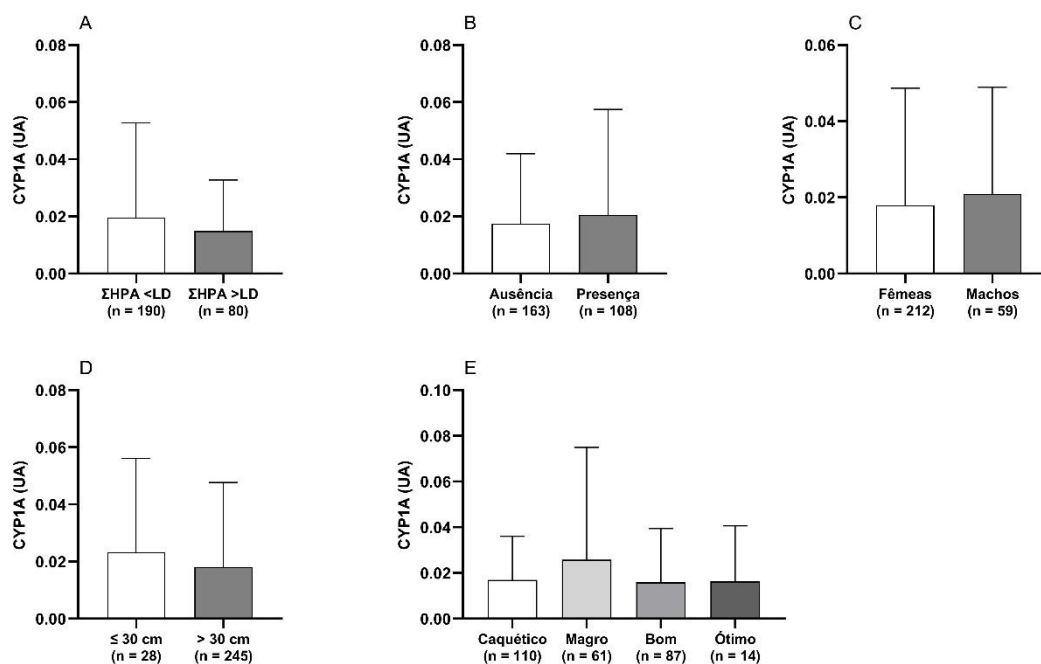 A
CYP1A (UA)
0.08
0.06
0.04
0.02
0.00
ΣHPA <LD
(n = 190)
ΣHPA >LD
(n = 80)
B
CYP1A (UA)
0.08
0.06
0.04
0.02
0.00
Ausência
(n = 163)
Presença
(n = 108)
C
CYP1A (UA)
0.06
0.04
0.02
0.00
Fêmeas
(n = 212)
Machos
(n = 59)
D
CYP1A (UA)
0.08
0.06
0.04
0.02
0.00
≤ 30 cm
(n = 28)
> 30 cm
(n = 245)
E
CYP1A (UA)
0.10
0.08
0.06
0.04
0.02
0.00
Caquético
(n = 110)
Magro
(n = 61)
Bom
(n = 87)
Ótimo
(n = 14)